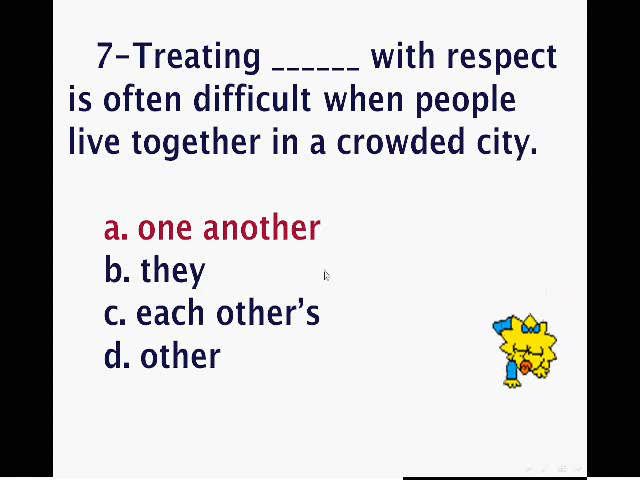 7-Treating ______ with respect
is often difficult when people
live together in a crowded city.
a. one another
b. they
c. each other’s
d. other